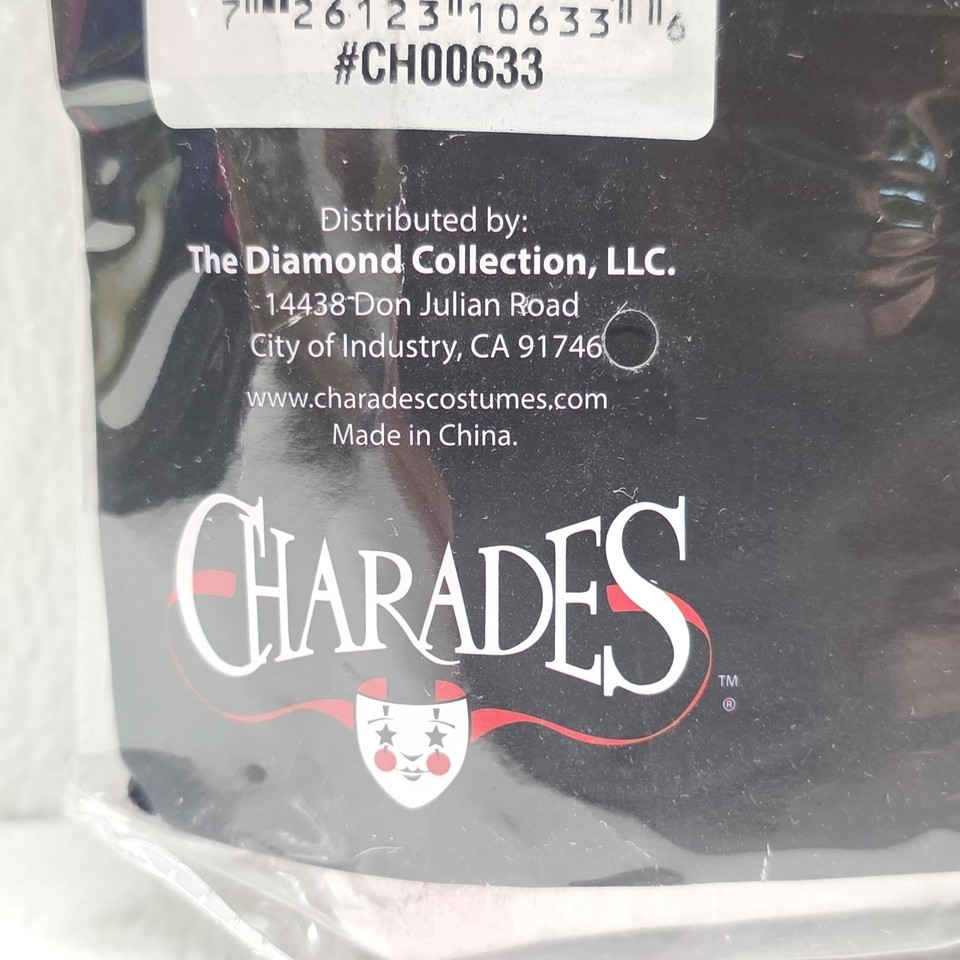 7 26123 10633 6
#CH00633
Distributed by:
The Diamond Collection, LLC.
14438 Don Julian Road
City of Industry, CA 91746
www.charadescostumes.com
Made in China.
CHARADES
TM
®